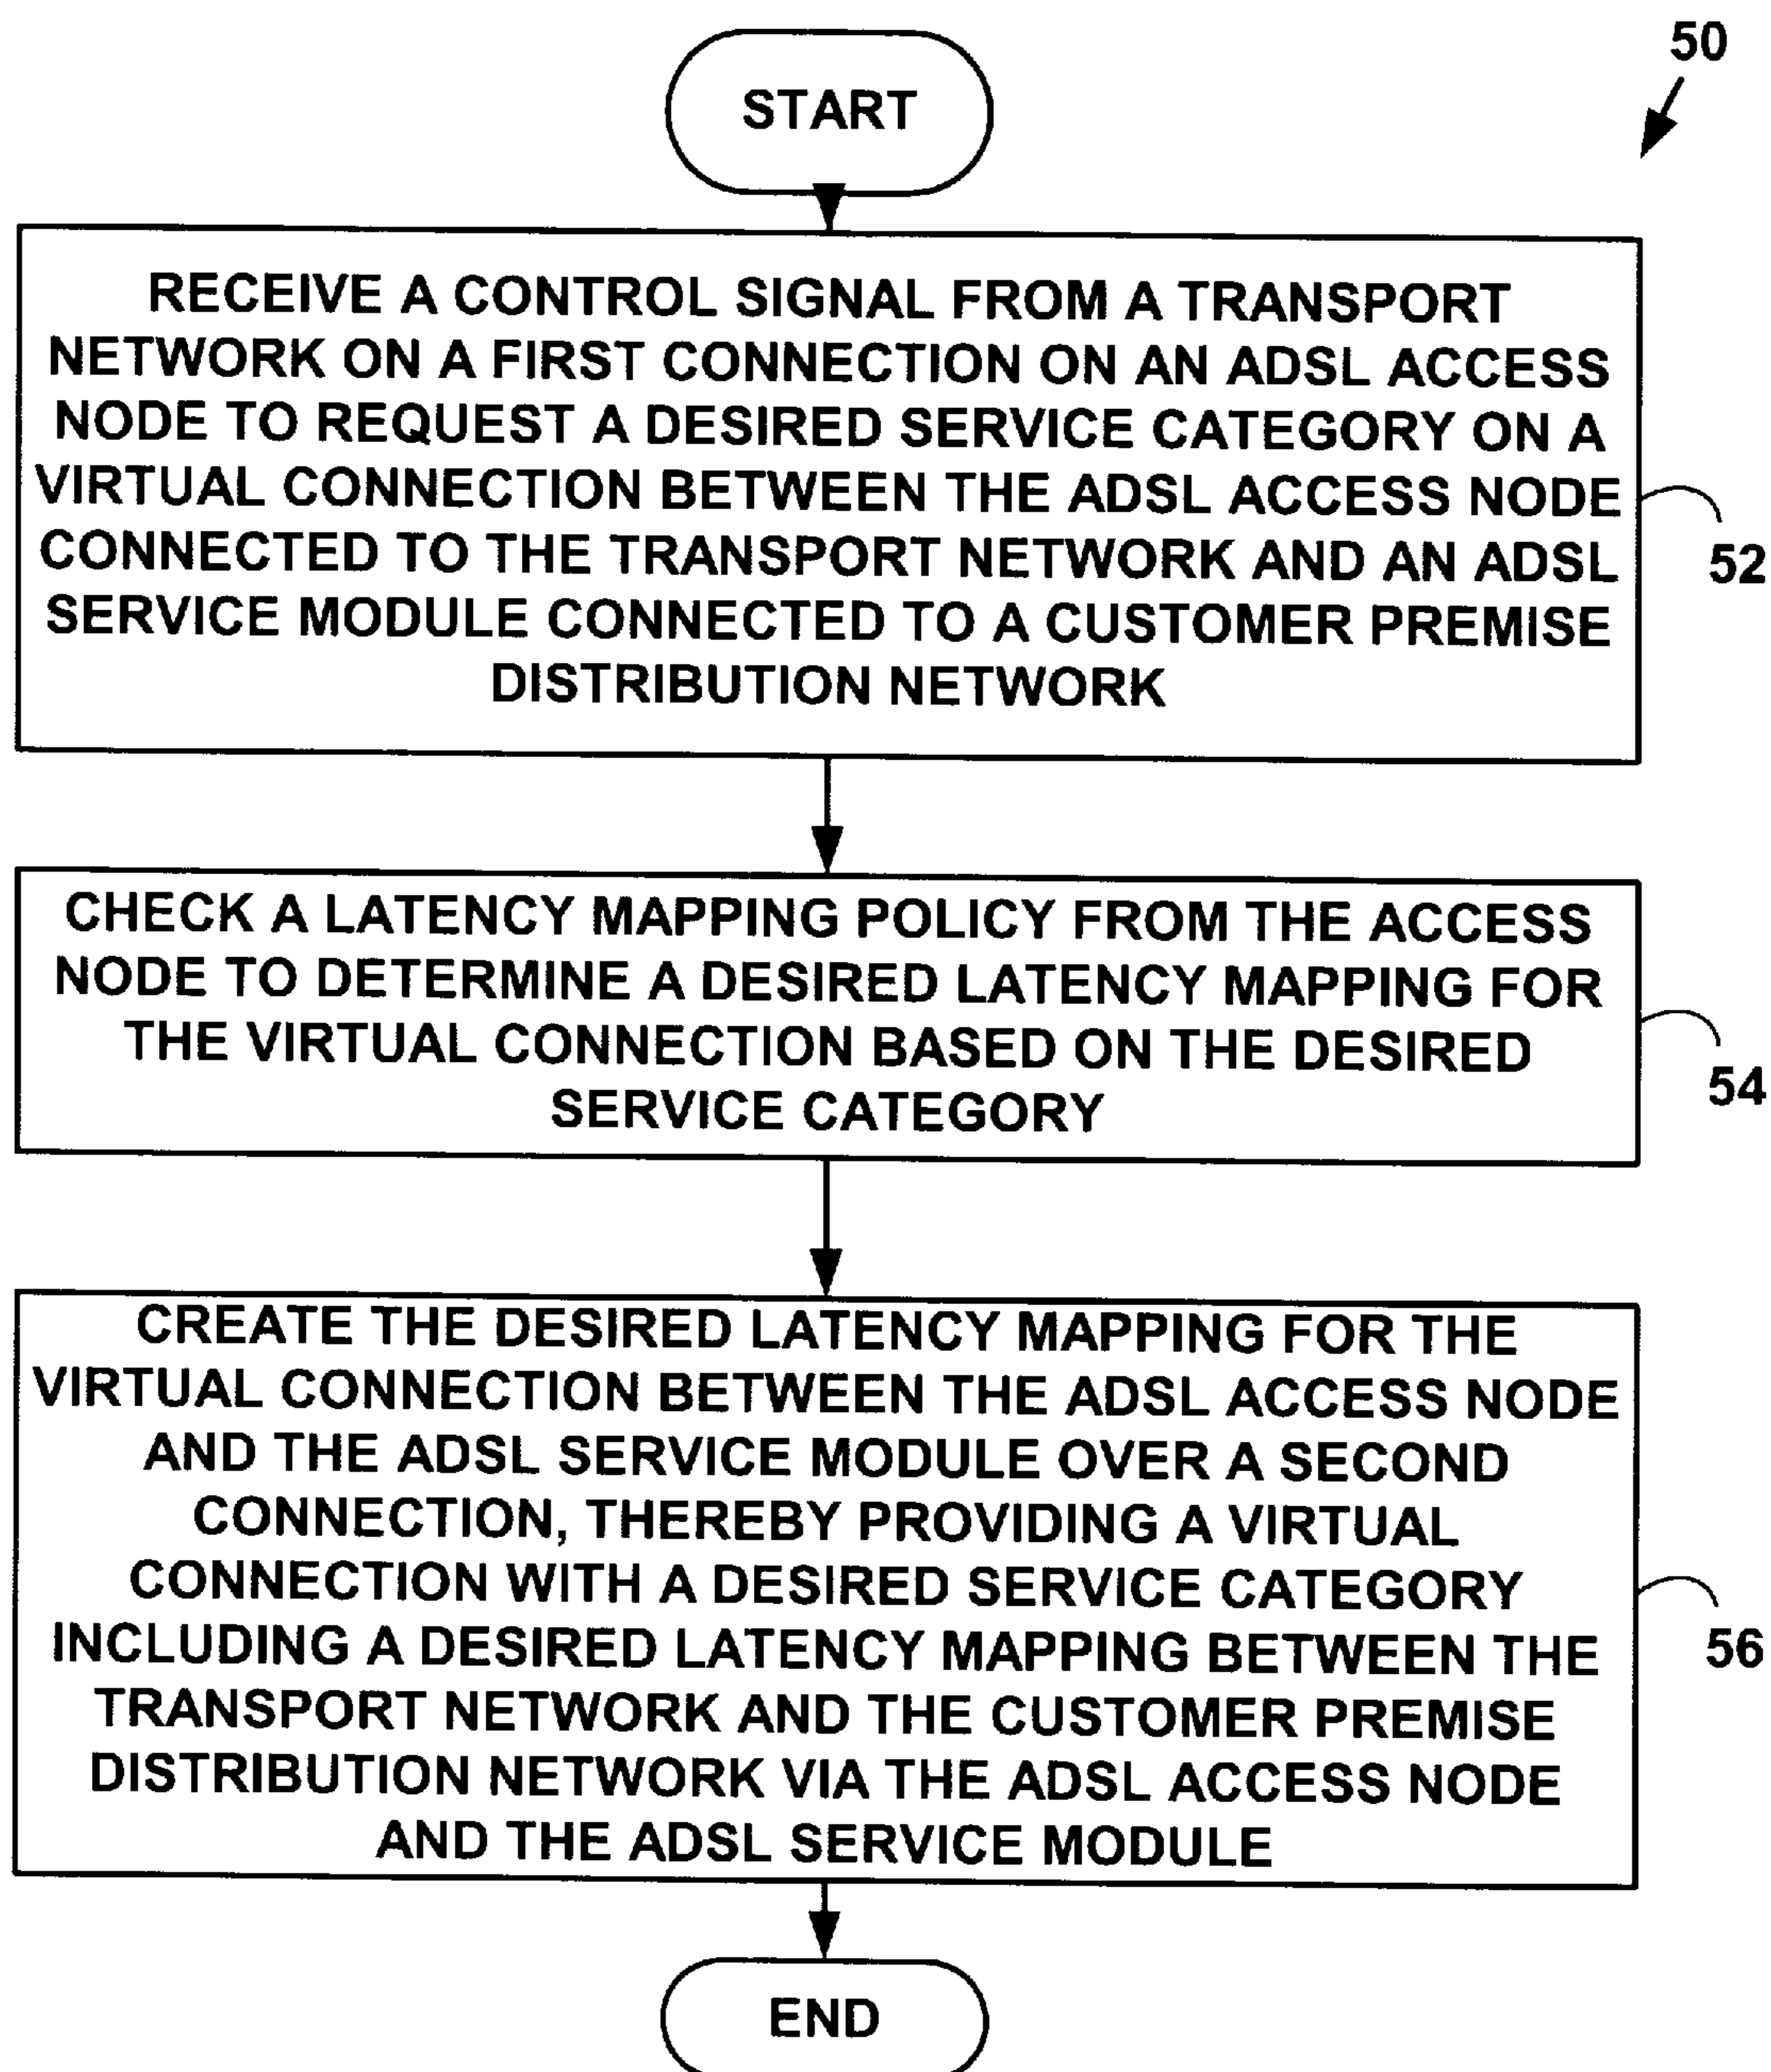 50
START
RECEIVE A CONTROL SIGNAL FROM A TRANSPORT
NETWORK ON A FIRST CONNECTION ON AN ADSL ACCESS
NODE TO REQUEST A DESIRED SERVICE CATEGORY ON A
VIRTUAL CONNECTION BETWEEN THE ADSL ACCESS NODE
CONNECTED TO THE TRANSPORT NETWORK AND AN ADSL
SERVICE MODULE CONNECTED TO A CUSTOMER PREMISE
DISTRIBUTION NETWORK
52
CHECK A LATENCY MAPPING POLICY FROM THE ACCESS
NODE TO DETERMINE A DESIRED LATENCY MAPPING FOR
THE VIRTUAL CONNECTION BASED ON THE DESIRED
SERVICE CATEGORY
54
CREATE THE DESIRED LATENCY MAPPING FOR THE
VIRTUAL CONNECTION BETWEEN THE ADSL ACCESS NODE
AND THE ADSL SERVICE MODULE OVER A SECOND
CONNECTION, THEREBY PROVIDING A VIRTUAL
CONNECTION WITH A DESIRED SERVICE CATEGORY
INCLUDING A DESIRED LATENCY MAPPING BETWEEN THE
TRANSPORT NETWORK AND THE CUSTOMER PREMISE
DISTRIBUTION NETWORK VIA THE ADSL ACCESS NODE
AND THE ADSL SERVICE MODULE
56
END